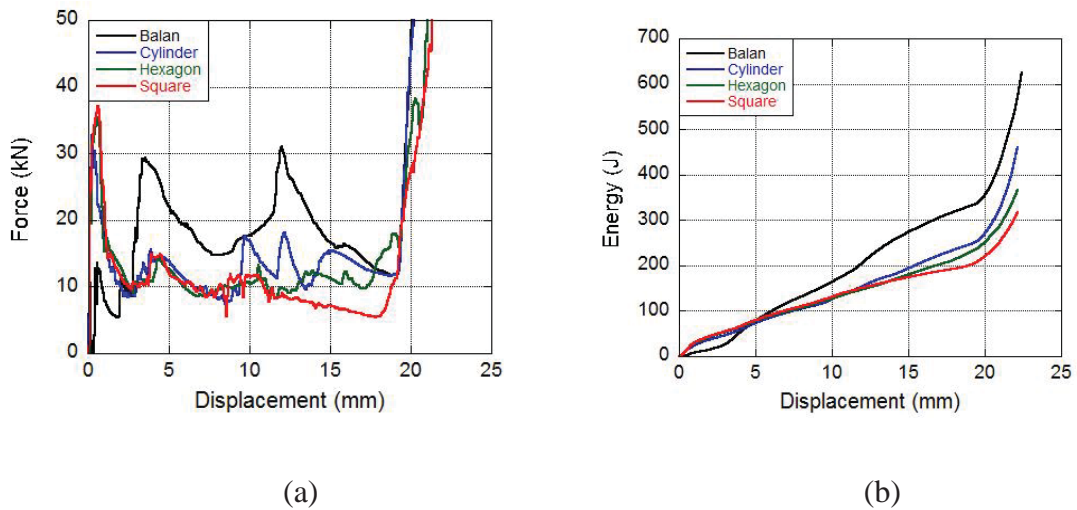 50
40
30
20
10
0
Force (kN)
Balan
Cylinder
Hexagon
Square
0 5 10 15 20 25
Displacement (mm)
700
600
500
400
300
200
100
0
Energy (J)
Balan
Cylinder
Hexagon
Square
0 5 10 15 20 25
Displacement (mm)
(a) (b)